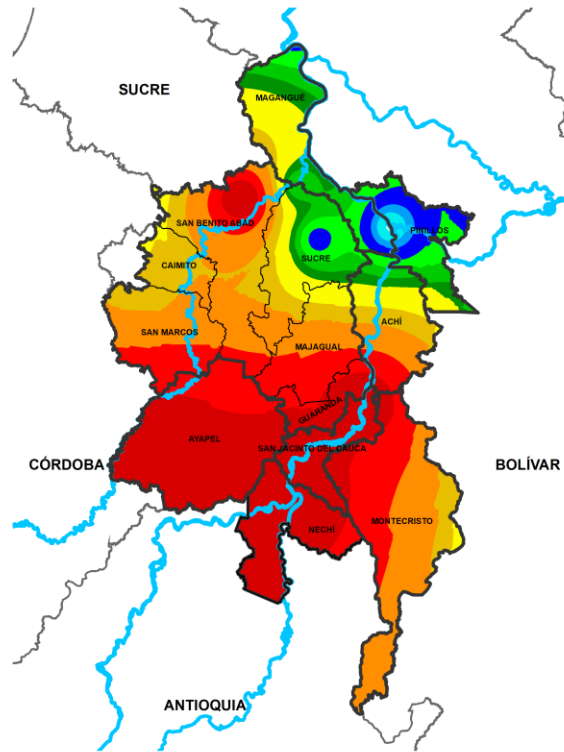 SUCRE
MAGANGUÉ
SAN BENITO ABAD
PINILLOS
SUCRE
CAIMITO
SAN MARCOS
ACHÍ
MAJAGUAL
GUARANDA
AYAPEL
SAN JACINTO DEL CAUCA
CÓRDOBA
BOLÍVAR
MONTECRISTO
NECHÍ
ANTIOQUIA